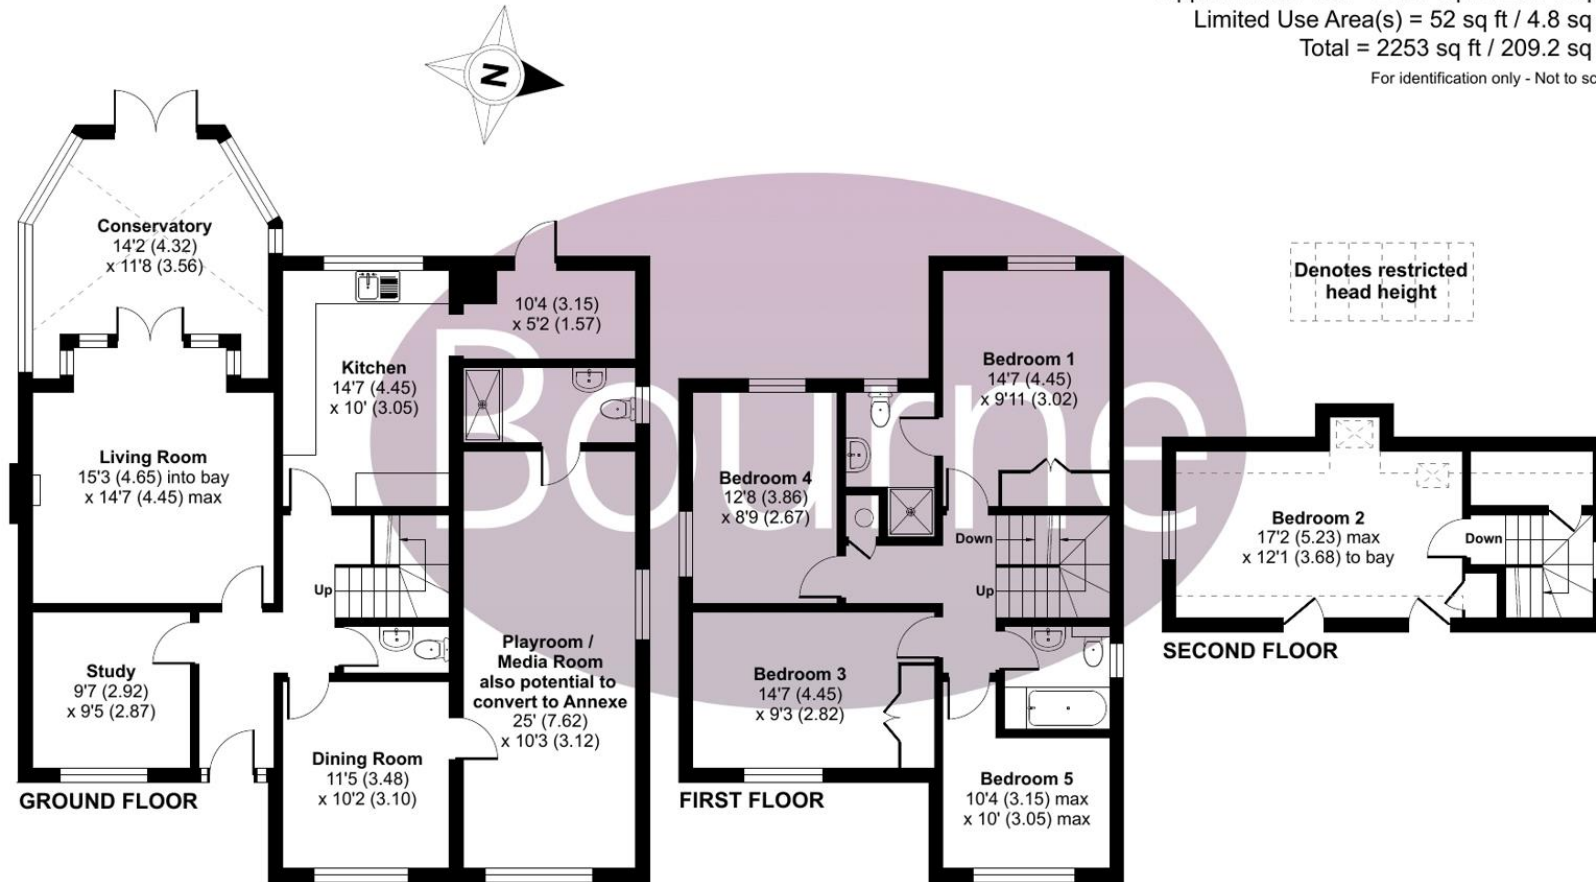 Limited Use Area(s) = 52 sq ft / 4.8 sq
Total = 2253 sq ft / 209.2 sq
For identification only - Not to sc
N
Conservatory
14'2 (4.32)
x 11'8 (3.56)
10'4 (3.15)
x 5'2 (1.57)
Kitchen
14'7 (4.45)
x 10' (3.05)
Living Room
15'3 (4.65) into bay
x 14'7 (4.45) max
Up
Study
9'7 (2.92)
x 9'5 (2.87)
Playroom /
Media Room
also potential to
convert to Annexe
25' (7.62)
x 10'3 (3.12)
Dining Room
11'5 (3.48)
x 10'2 (3.10)
GROUND FLOOR
Bourne
Bedroom 1
14'7 (4.45)
x 9'11 (3.02)
Bedroom 4
12'8 (3.86)
x 8'9 (2.67)
Down
Up
Bedroom 3
14'7 (4.45)
x 9'3 (2.82)
Bedroom 5
10'4 (3.15) max
x 10' (3.05) max
FIRST FLOOR
Denotes restricted
head height
Bedroom 2
17'2 (5.23) max
x 12'1 (3.68) to bay
Down
SECOND FLOOR